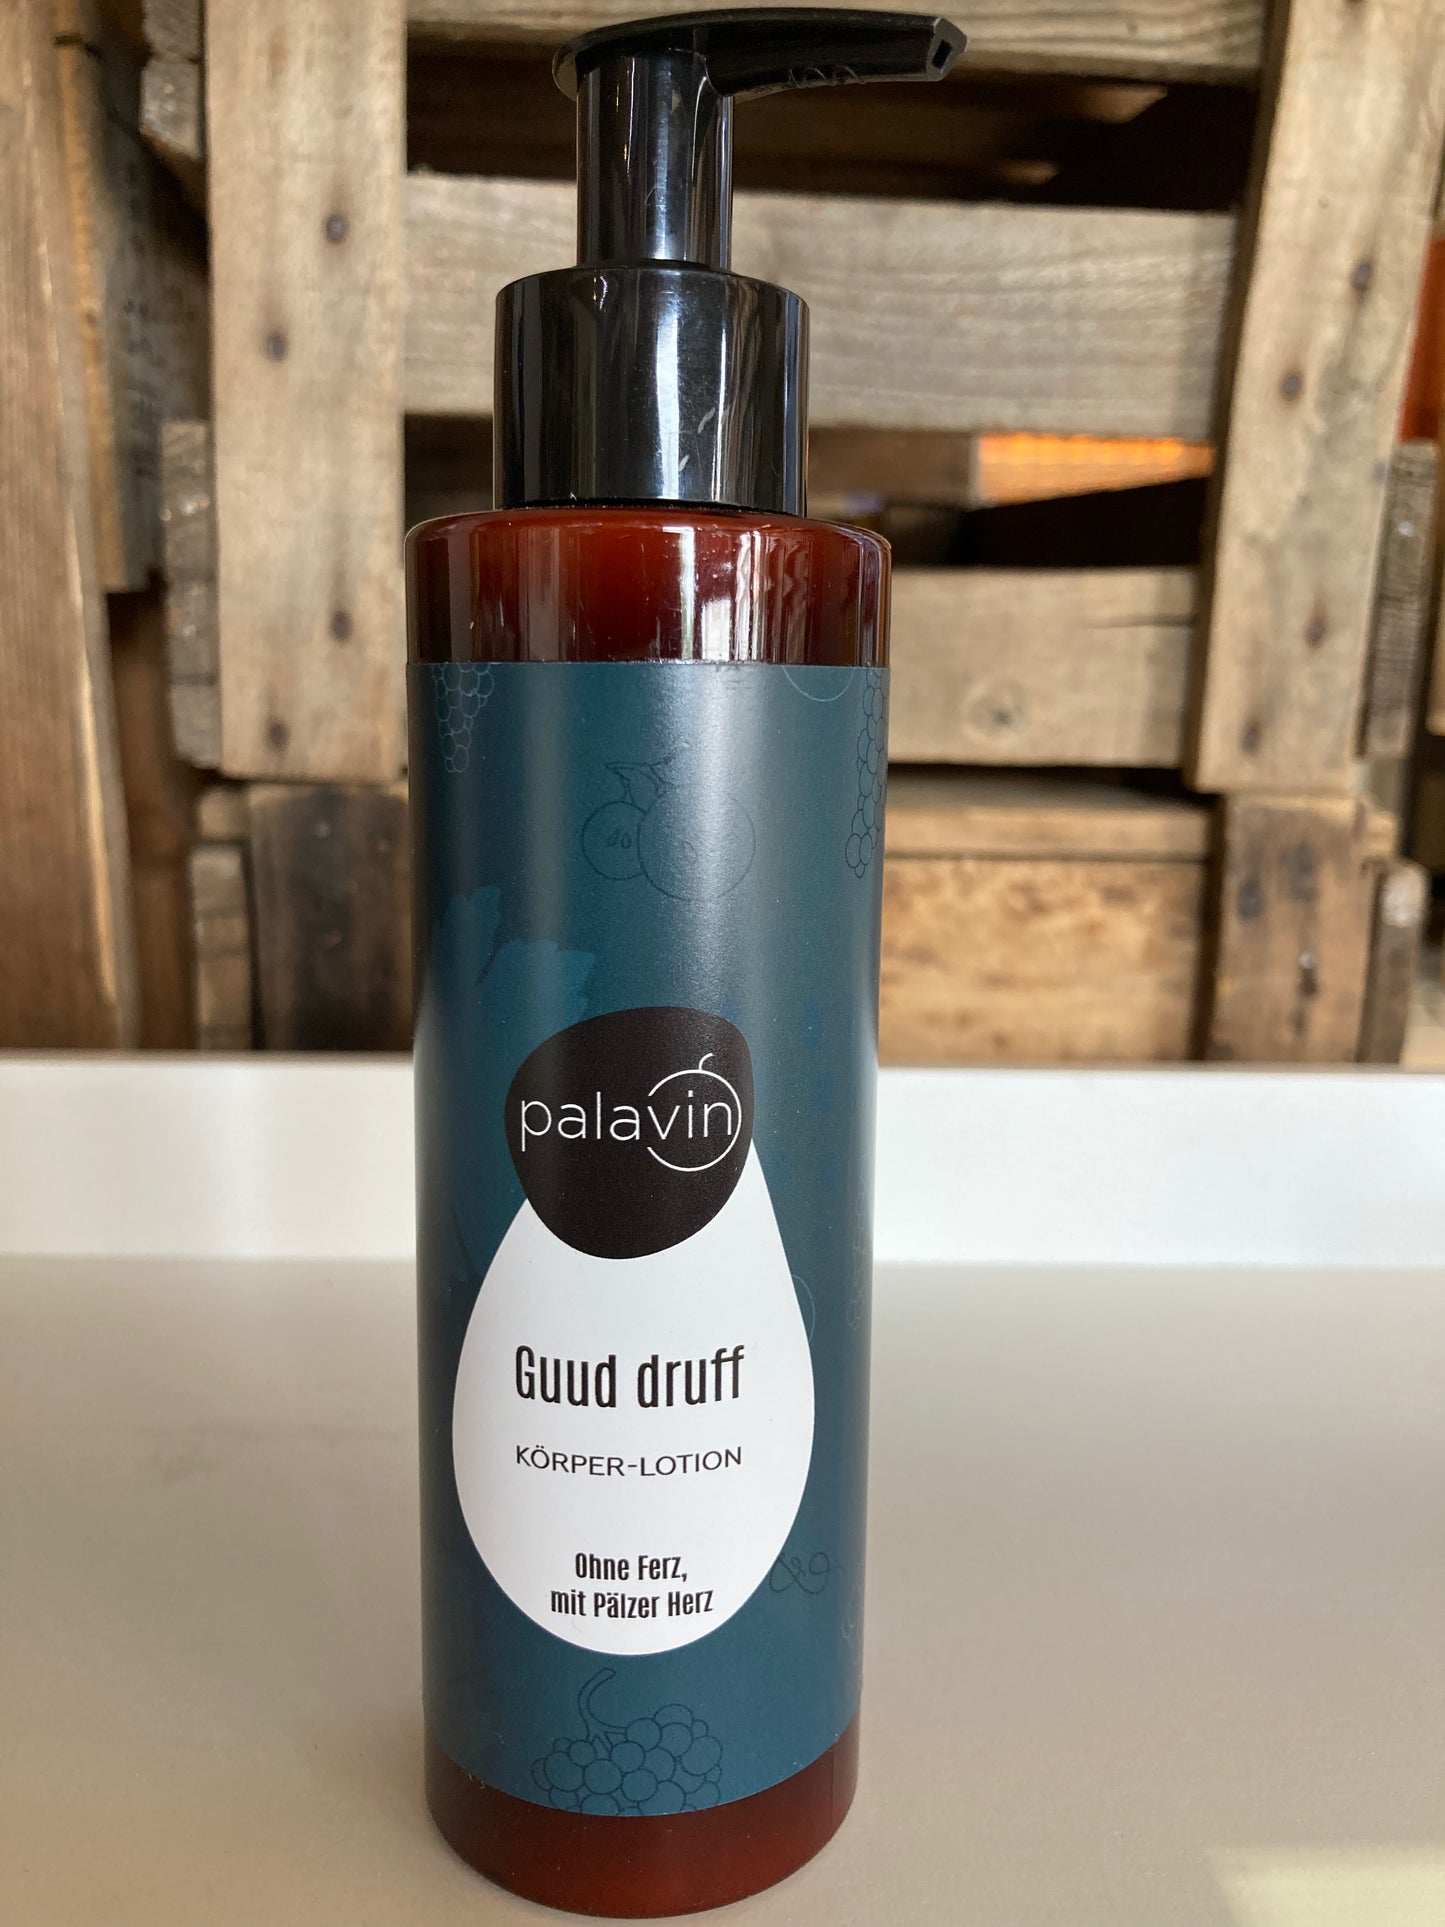 palavin
Guud druff
KÖRPER-LOTION
Ohne Ferz,
mit Pälzer Herz